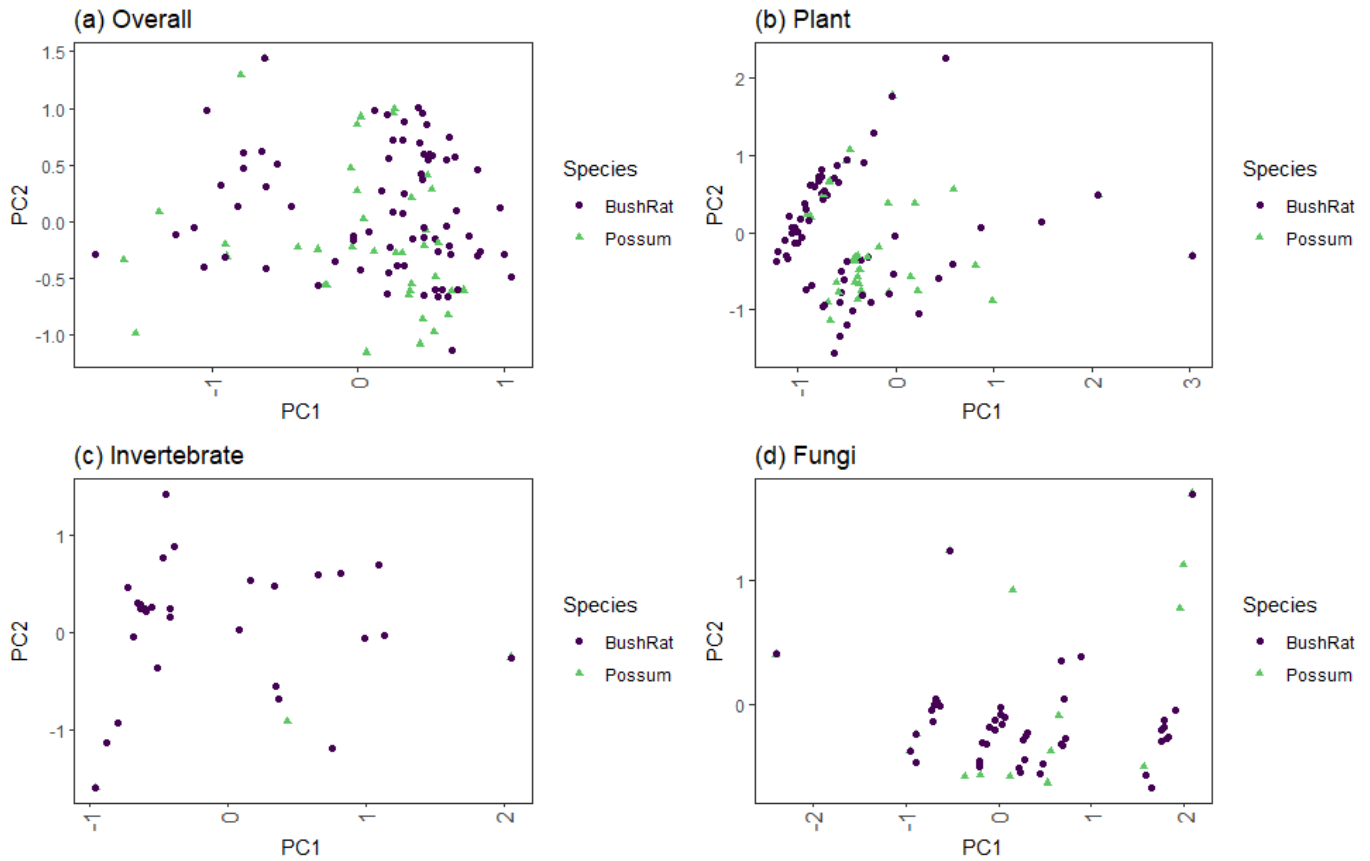 (a) Overall
1.5
1.0
0.5
0.0
-0.5
-1.0
PC2
-1
0
1
PC1
Species
BushRat
Possum
(b) Plant
2
1
0
-1
PC2
-1
0
1
2
3
PC1
Species
BushRat
Possum
(c) Invertebrate
1
0
-1
PC2
-1
0
1
2
PC1
Species
BushRat
Possum
(d) Fungi
1
0
PC2
-2
-1
0
1
2
PC1
Species
BushRat
Possum